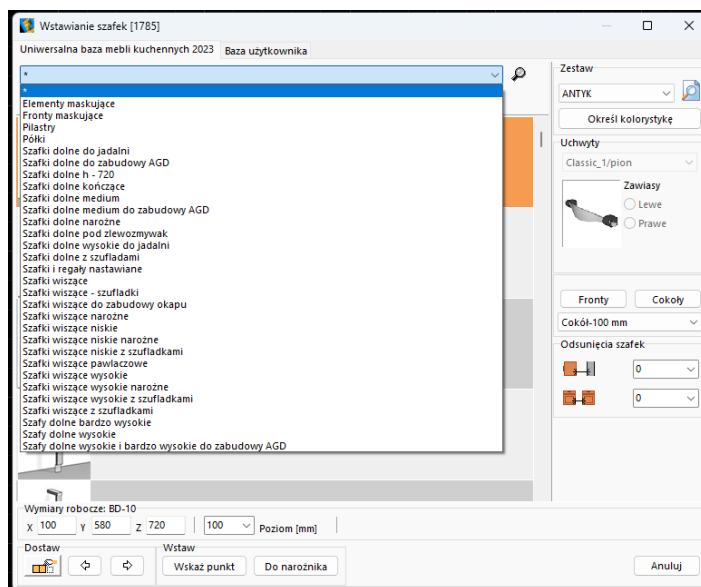 Wstawianie szafek [1785]
Uniwersalna baza mebli kuchennych 2023
Baza użytkownika
*
*
Elementy maskujące
Fronty maskujące
Pilastry
Półki
Szafki dolne do jadalni
Szafki dolne do zabudowy AGD
Szafki dolne h - 720
Szafki dolne kończące
Szafki dolne medium
Szafki dolne medium do zabudowy AGD
Szafki dolne narożne
Szafki dolne pod zlewozmywak
Szafki dolne wysokie do jadalni
Szafki dolne z szufladami
Szafki i regały nastawiane
Szafki wiszące
Szafki wiszące - szufladki
Szafki wiszące do zabudowy okapu
Szafki wiszące narożne
Szafki wiszące niskie
Szafki wiszące niskie narożne
Szafki wiszące niskie z szufladkami
Szafki wiszące pawlaczowe
Szafki wiszące wysokie
Szafki wiszące wysokie narożne
Szafki wiszące wysokie z szufladkami
Szafki wiszące z szufladkami
Szafy dolne bardzo wysokie
Szafy dolne wysokie
Szafy dolne wysokie i bardzo wysokie do zabudowy AGD
Zestaw
ANTYK
Określ kolorystykę
Uchwyty
Classic_1/pion
Zawiasy
Lewe
Prawe
Fronty
Cokoły
Cokół-100 mm
Odsunięcia szafek
0
0
Wymiary robocze: BD-10
X 100 Y 580 Z 720 100 Poziom [mm]
Dostaw
Wstaw
Wskaż punkt
Do narożnika
Anuluj